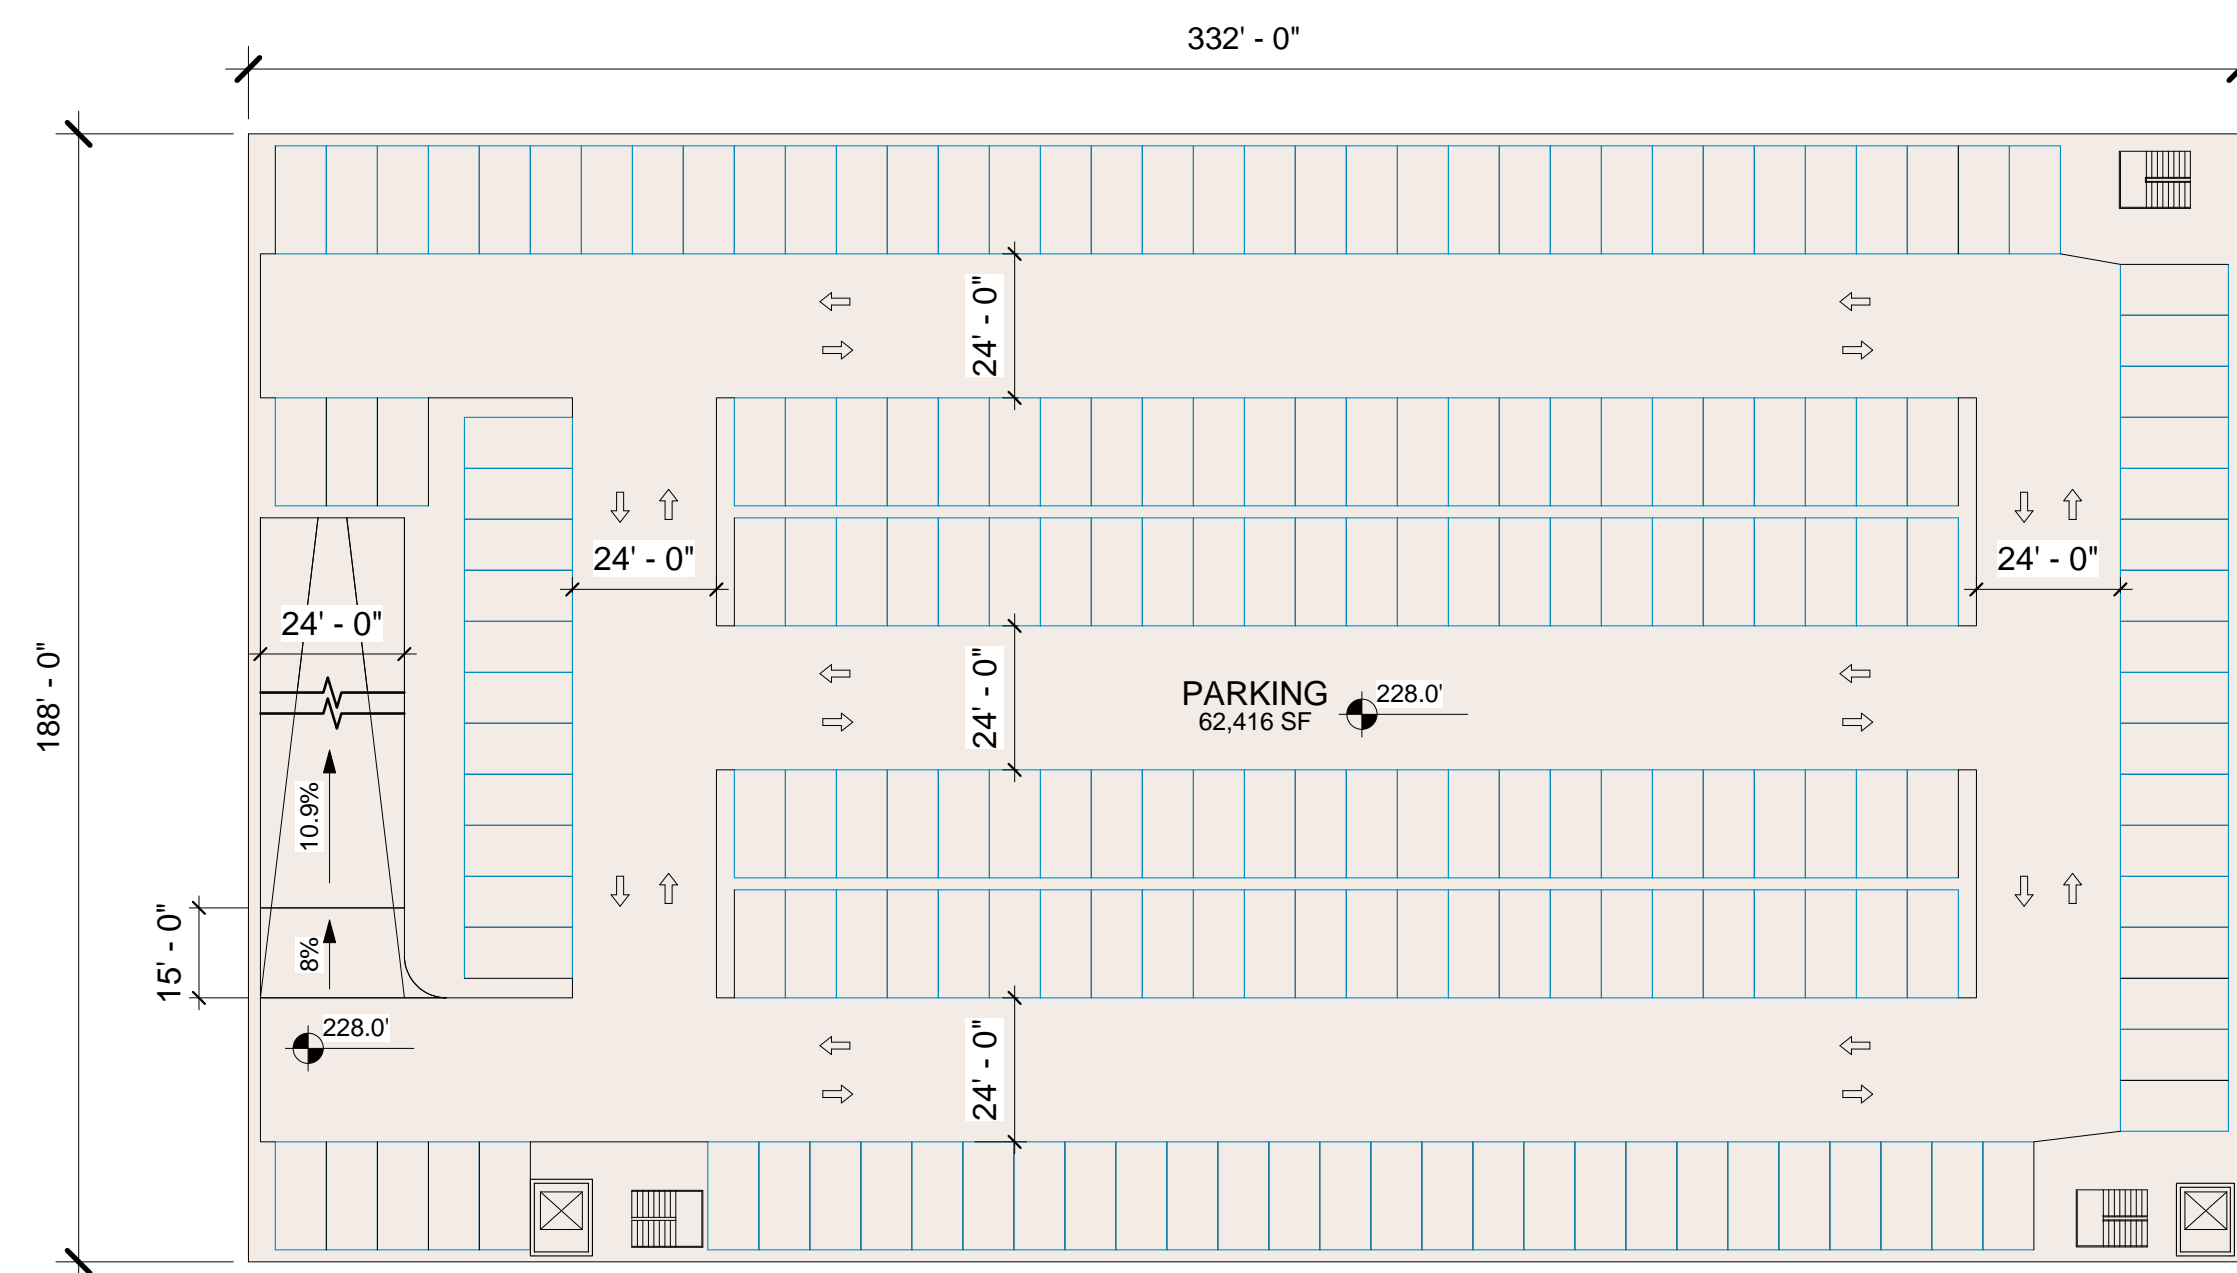 332' - 0"
24' - 0"
24' - 0"
24' - 0"
24' - 0"
188' - 0"
24' - 0"
PARKING
62,416 SF
228.0'
10.9%
15' - 0"
8%
228.0'
24' - 0"